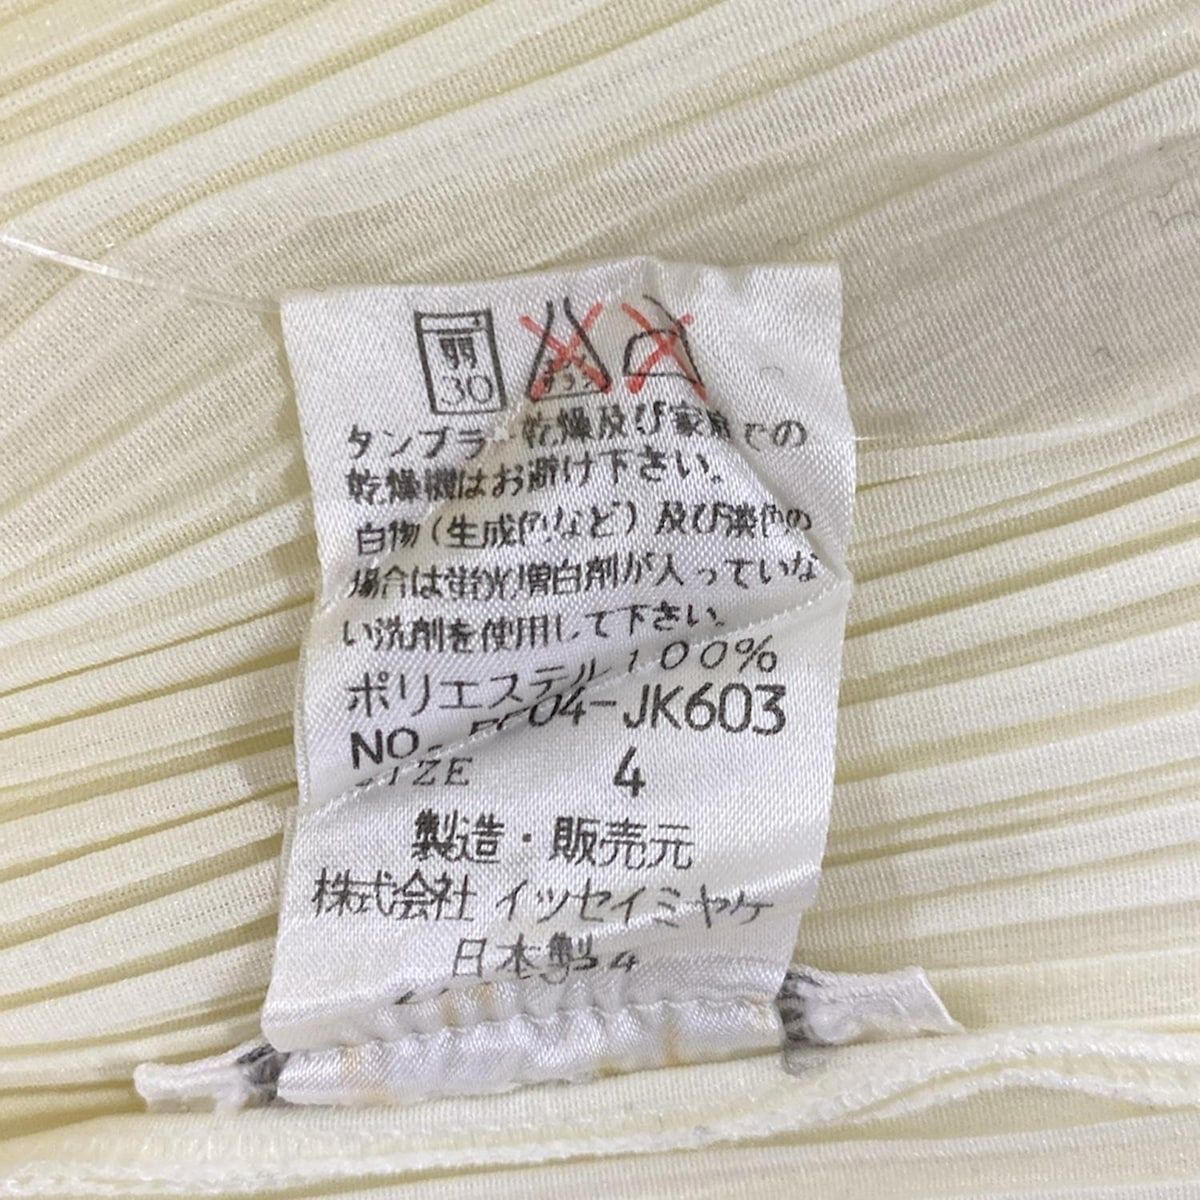 弱
30
タンブラー乾燥及び家庭での
乾燥機はお避け下さい。
白物(生成色など)及び淡色の
場合は蛍光増白剤が入っていな
い洗剤を使用して下さい。
ポリエステル100%
NO. 04-JK603
SIZE 4
製造・販売元
株式会社 イッセイミヤケ
日本製 4